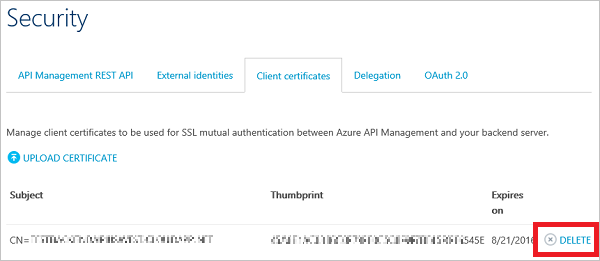 Security
API Management REST API External identities Client certificates Delegation OAuth 2.0
Manage client certificates to be used for SSL mutual authentication between Azure API Management and your backend server.
UPLOAD CERTIFICATE
Subject Thumbprint Expires on
CN= 545E 8/21/2016 DELETE